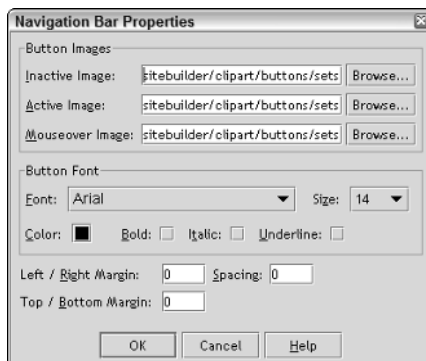 Navigation Bar Properties
Button Images
Inactive Image: sitebuilder/clipart/buttons/sets Browse...
Active Image: sitebuilder/clipart/buttons/sets Browse...
Mouseover Image: sitebuilder/clipart/buttons/sets Browse...
Button Font
Font: Arial Size: 14
Color: Bold: Italic: Underline:
Left / Right Margin: 0 Spacing: 0
Top / Bottom Margin: 0
OK Cancel Help